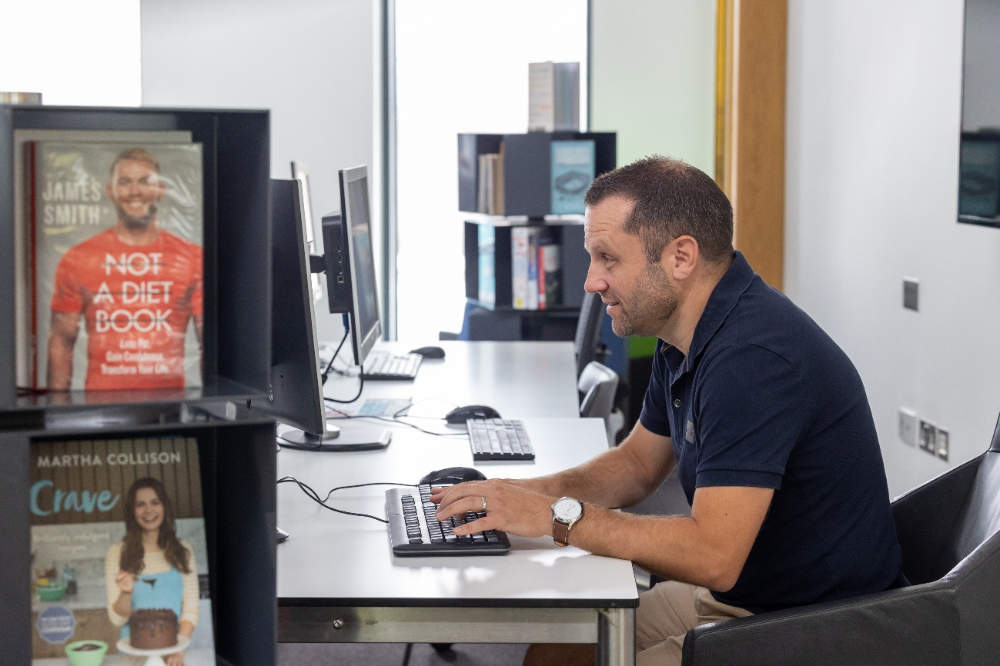 JAMES
SMITH
NOT
A DIET
BOOK
Lose Fat.
Gain Confidence.
Transform Your Life.
MARTHA COLLISON
Crave